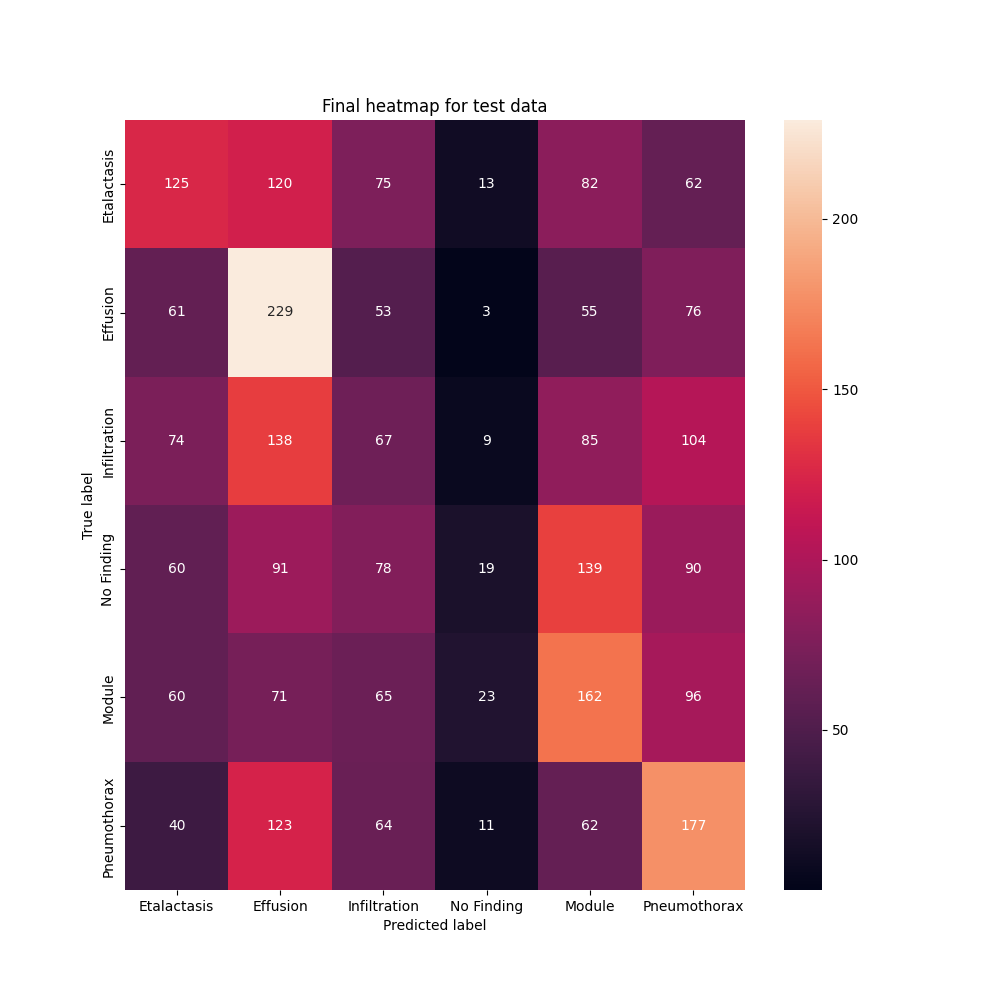 Final heatmap for test data
True label
Etalactasis 125 120 75 13 82 62
Effusion 61 229 53 3 55 76
Infiltration 74 138 67 9 85 104
No Finding 60 91 78 19 139 90
Module 60 71 65 23 162 96
Pneumothorax 40 123 64 11 62 177
Etalactasis Effusion Infiltration No Finding Module Pneumothorax
Predicted label
200
150
100
50